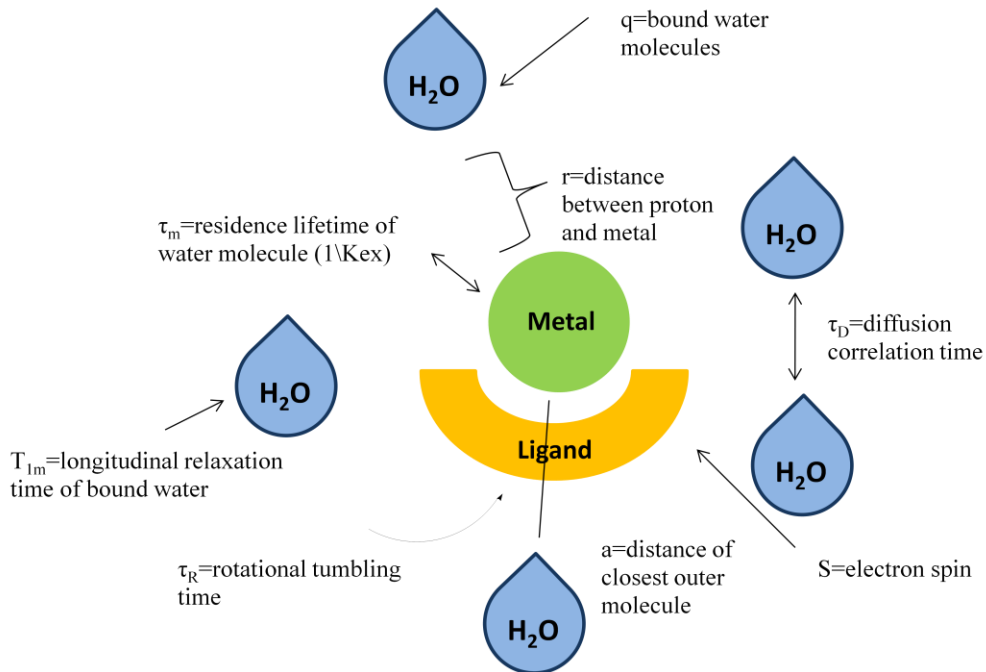 q=bound water
molecules
H₂O
r=distance
between proton
and metal
H₂O
τₘ=residence lifetime of
water molecule (1\Kex)
Metal
τ_D=diffusion
correlation time
H₂O
Ligand
H₂O
T₁ₘ=longitudinal relaxation
time of bound water
τ_R=rotational tumbling
time
a=distance of
closest outer
molecule
S=electron spin
H₂O